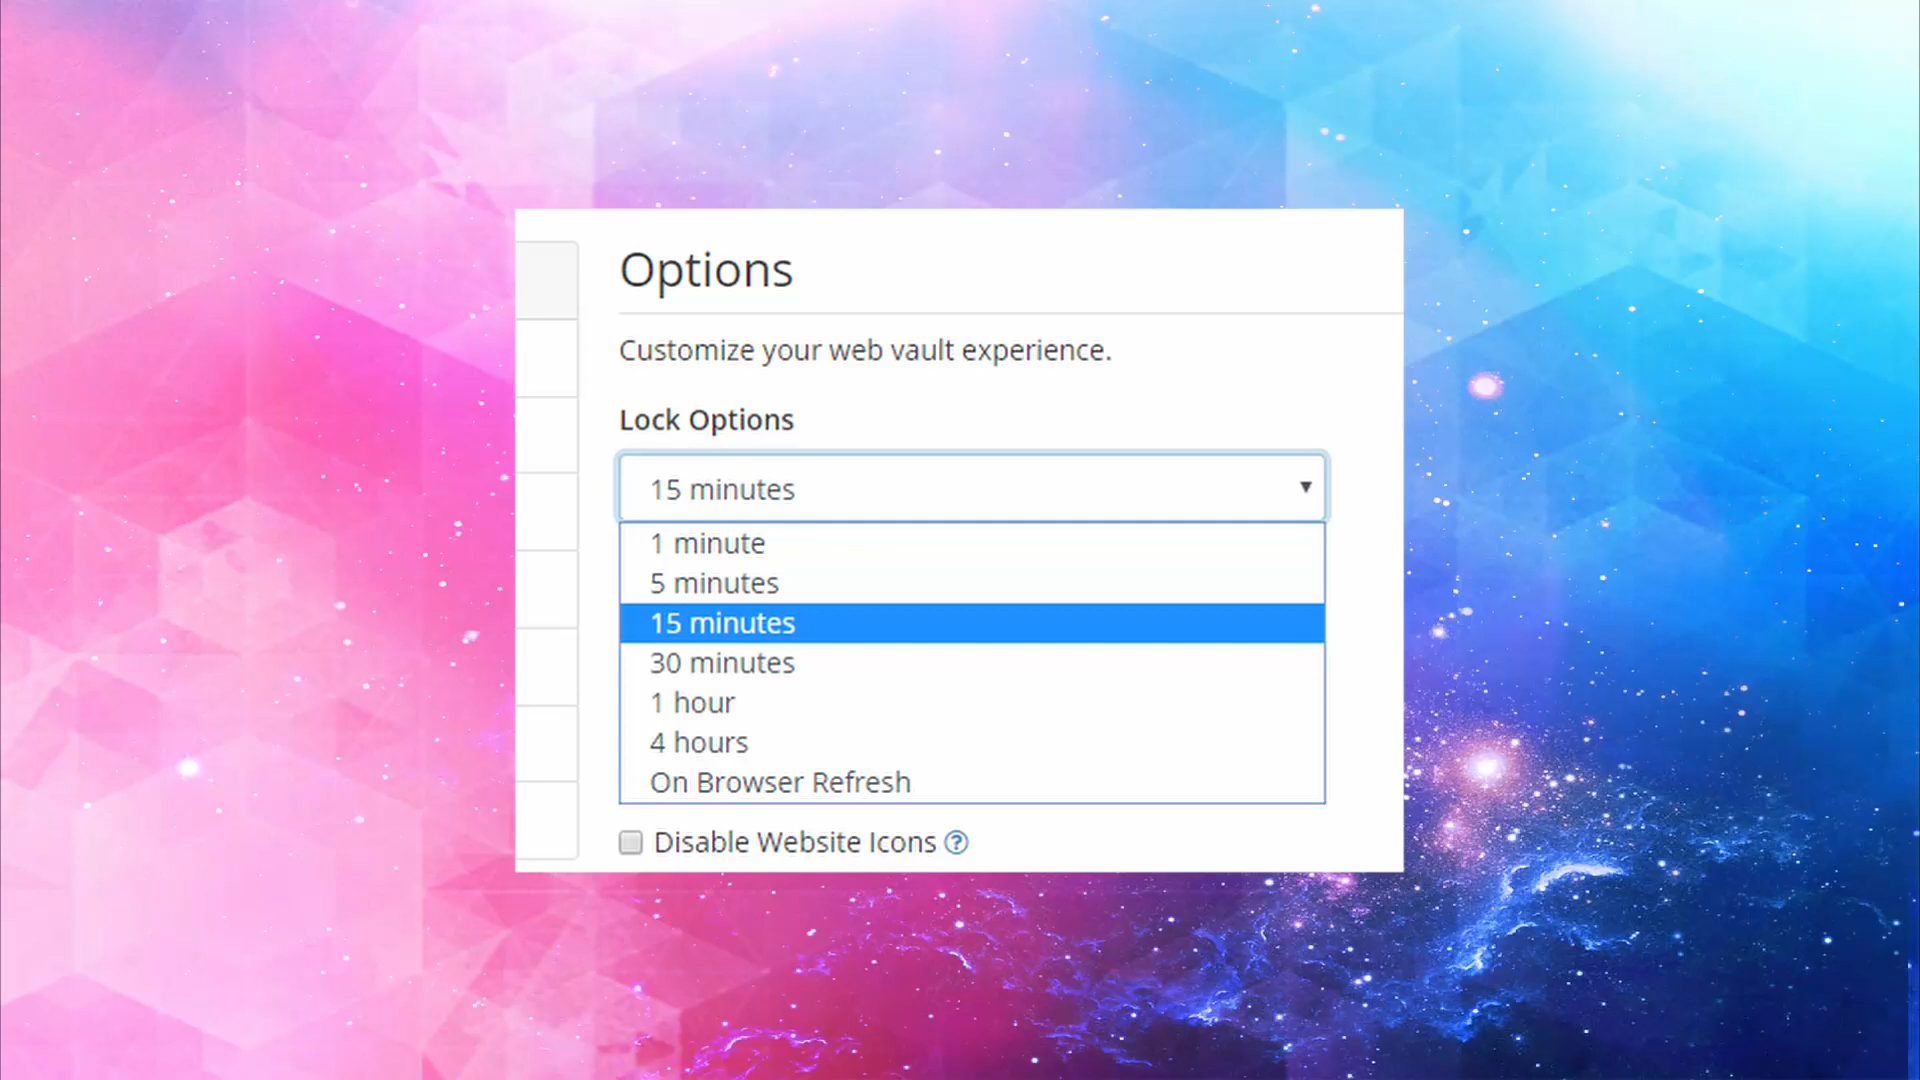 Options
Customize your web vault experience.
Lock Options
15 minutes
1 minute
5 minutes
15 minutes
30 minutes
1 hour
4 hours
On Browser Refresh
Disable Website Icons ?